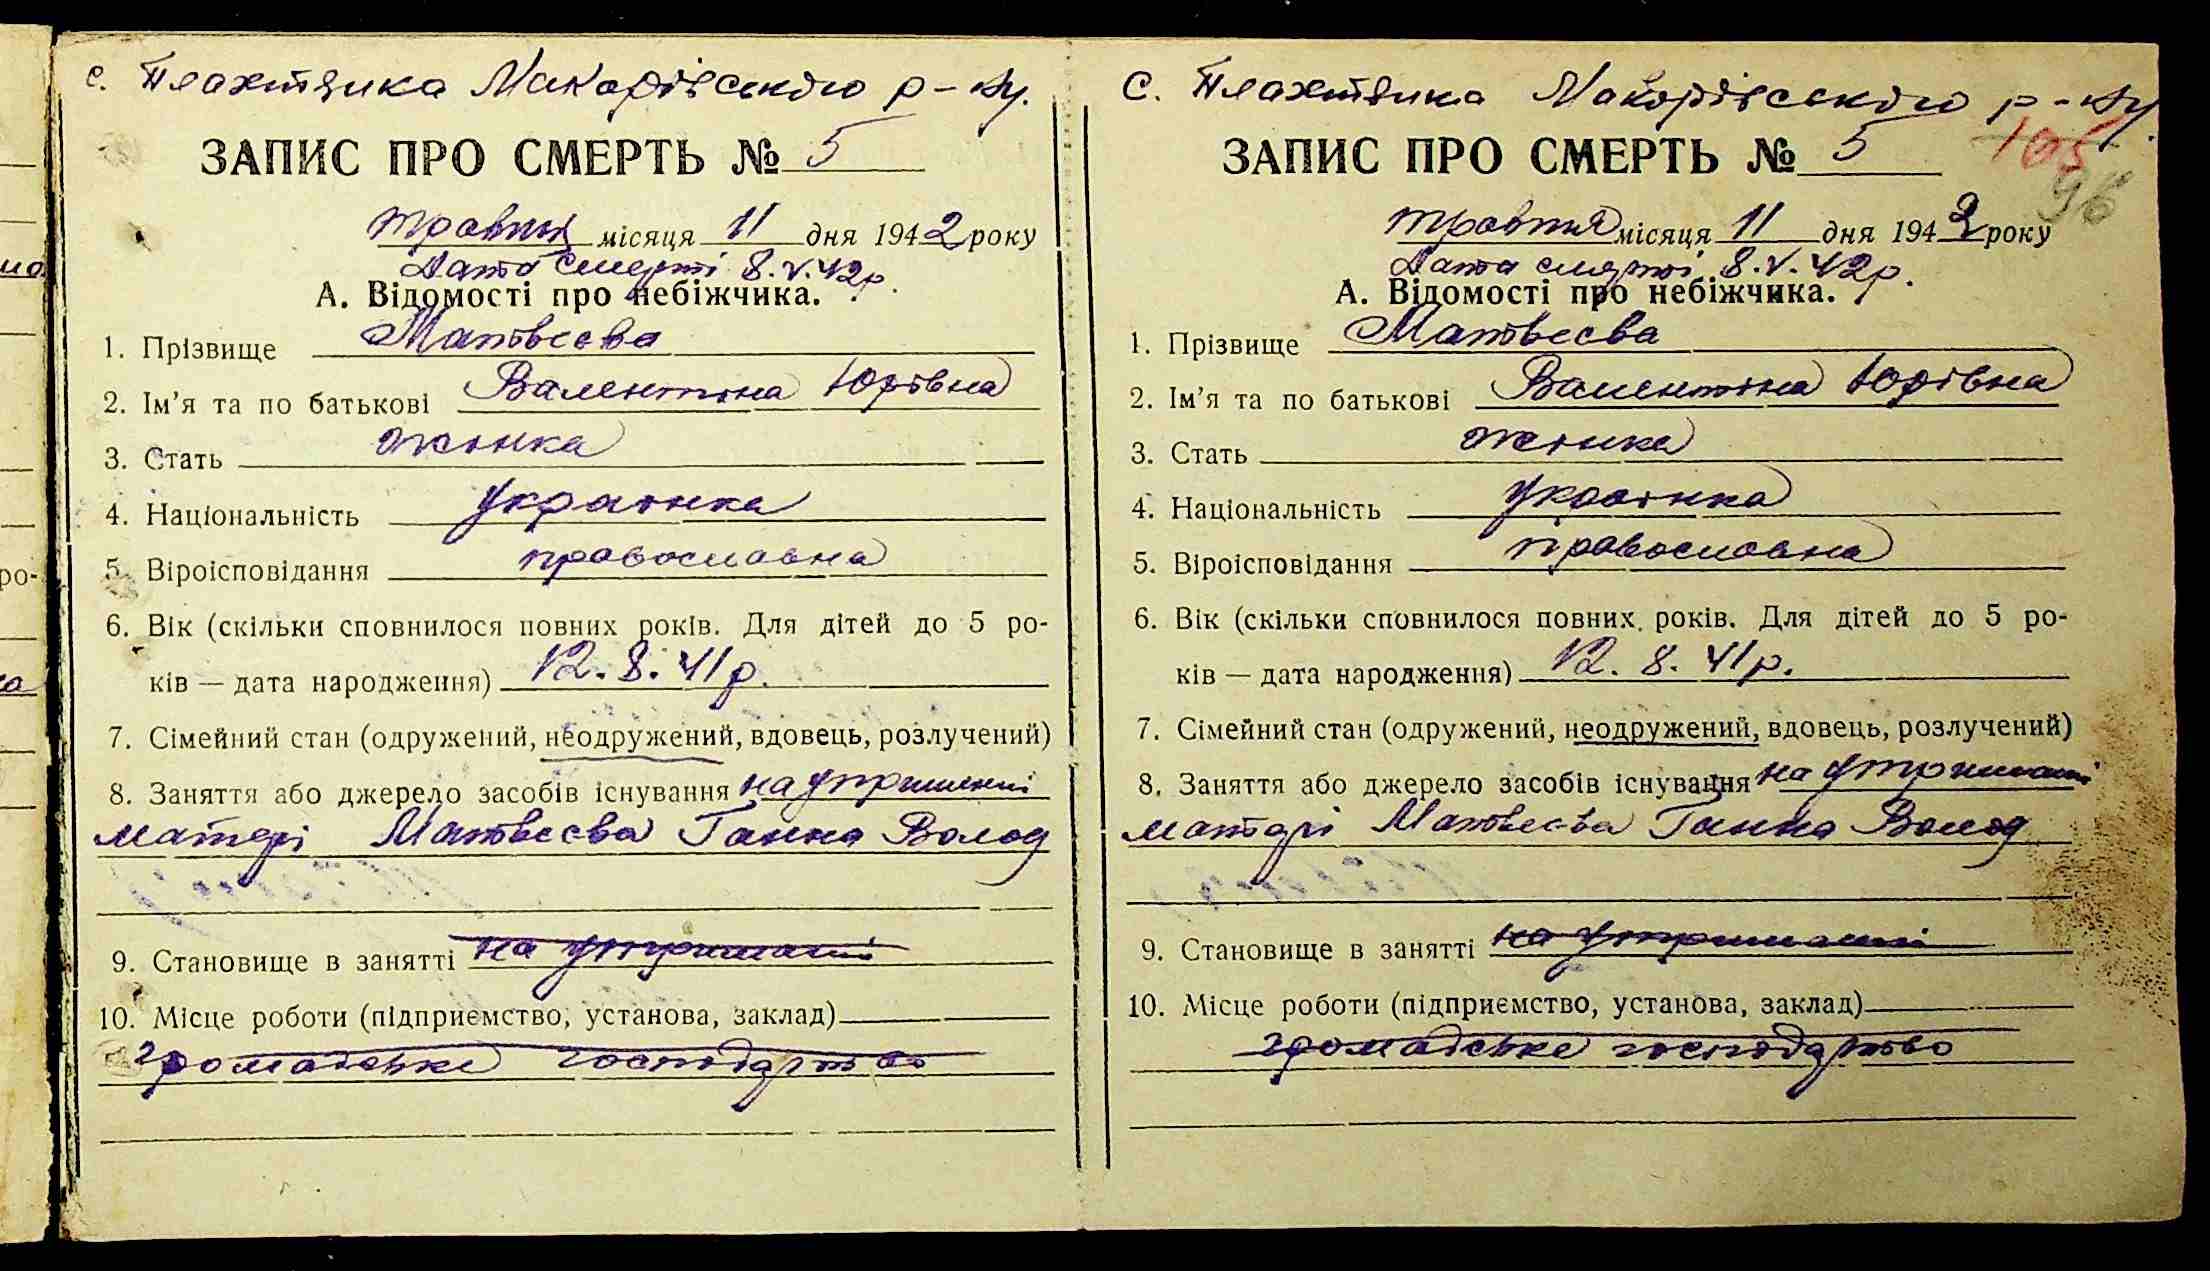 с. Плахтянка Макарівського р-ну.
ЗАПИС ПРО СМЕРТЬ № 5
травня місяця 11 дня 1942 року
Дата смерті 8.V.42р.
А. Відомості про небіжчика.
1. Прізвище Матвєєва
2. Ім'я та по батькові Валентіна Юрівна
3. Стать жінка
4. Національність українка
5. Віроісповідання православна
6. Вік (скільки сповнилося повних років. Для дітей до 5 ро-
ків — дата народження) 12.8.41р.
7. Сімейний стан (одружений, неодружений, вдовець, розлучений)
8. Заняття або джерело засобів існування на утриманні
матері Матвєєва Ганна Волод
9. Становище в занятті на утриманні
10. Місце роботи (підприємство, установа, заклад)
громадське господарство
с. Плахтянка Макарівського р-ну.
105
96
ЗАПИС ПРО СМЕРТЬ № 5
травня місяця 11 дня 1942 року
Дата смерті 8.V.42р.
А. Відомості про небіжчика.
1. Прізвище Матвєєва
2. Ім'я та по батькові Валентіна Юрівна
3. Стать жінка
4. Національність українка
5. Віроісповідання православна
6. Вік (скільки сповнилося повних років. Для дітей до 5 ро-
ків — дата народження) 12.8.41р.
7. Сімейний стан (одружений, неодружений, вдовець, розлучений)
8. Заняття або джерело засобів існування на утриманні
матері Матвєєва Ганна Волод
9. Становище в занятті на утриманні
10. Місце роботи (підприємство, установа, заклад)
громадське господарство